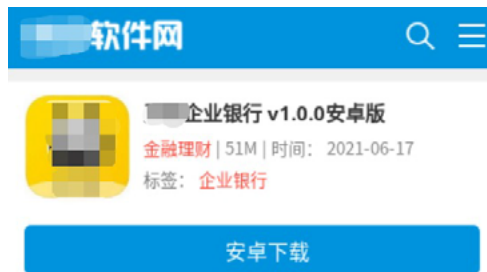 软件网
企业银行 v1.0.0安卓版
金融理财 | 51M | 时间： 2021-06-17
标签： 企业银行
安卓下载